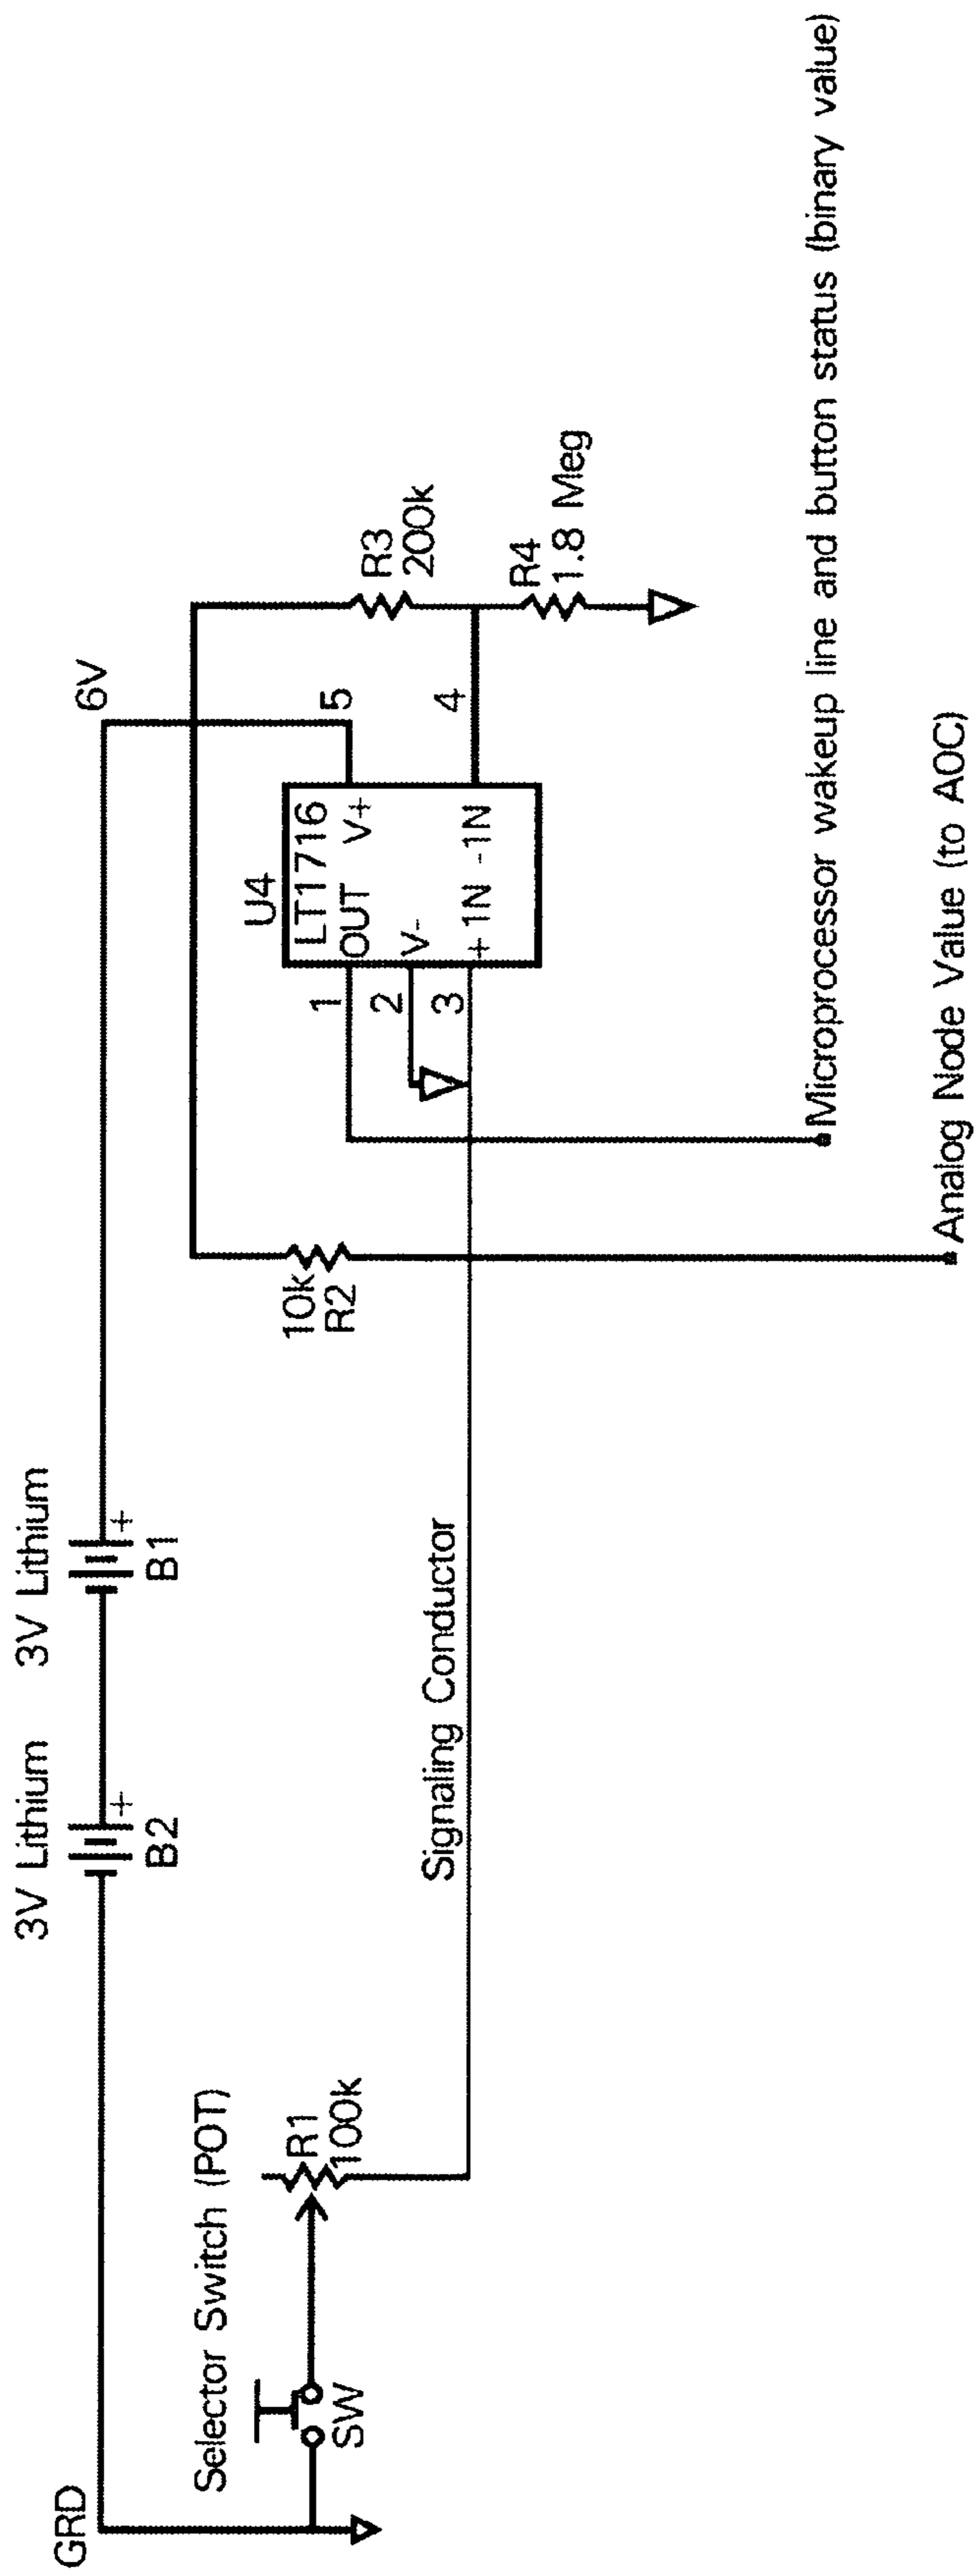 GRD
3V Lithium
B2
+
3V Lithium
B1
+
6V
Selector Switch (POT)
SW
R1
100k
Signaling Conductor
10k
R2
U4
LT1716
OUT
V+
V-
+1N -1N
1
2
3
5
4
R3
200k
R4
1.8 Meg
Microprocessor wakeup line and button status (binary value)
Analog Node Value (to AOC)